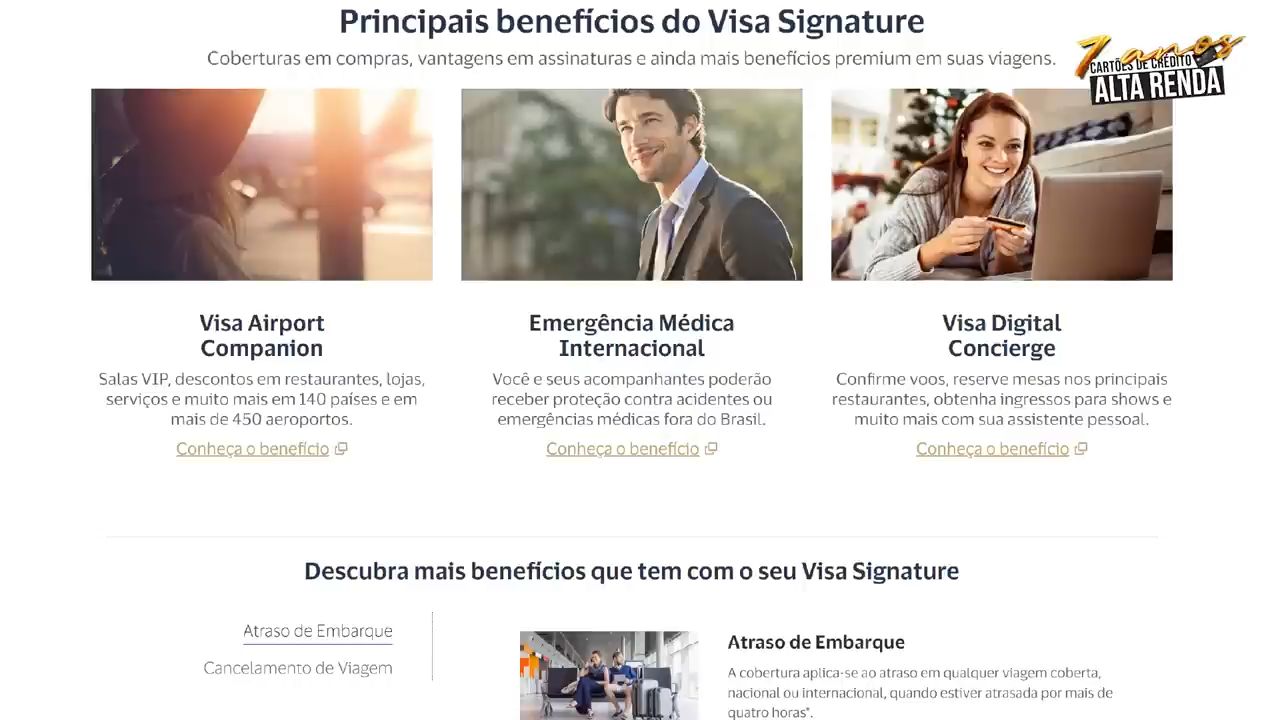 Principais benefícios do Visa Signature
Coberturas em compras, vantagens em assinaturas e ainda mais benefícios premium em suas viagens.
7 anos
CARTÕES DE CRÉDITO
ALTA RENDA
Visa Airport
Companion
Salas VIP, descontos em restaurantes, lojas,
serviços e muito mais em 140 países e em
mais de 450 aeroportos.
Conheça o benefício
Emergência Médica
Internacional
Você e seus acompanhantes poderão
receber proteção contra acidentes ou
emergências médicas fora do Brasil.
Conheça o benefício
Visa Digital
Concierge
Confirme voos, reserve mesas nos principais
restaurantes, obtenha ingressos para shows e
muito mais com sua assistente pessoal.
Conheça o benefício
Descubra mais benefícios que tem com o seu Visa Signature
Atraso de Embarque
Cancelamento de Viagem
Atraso de Embarque
A cobertura aplica-se ao atraso em qualquer viagem coberta,
nacional ou internacional, quando estiver atrasada por mais de
quatro horas*.